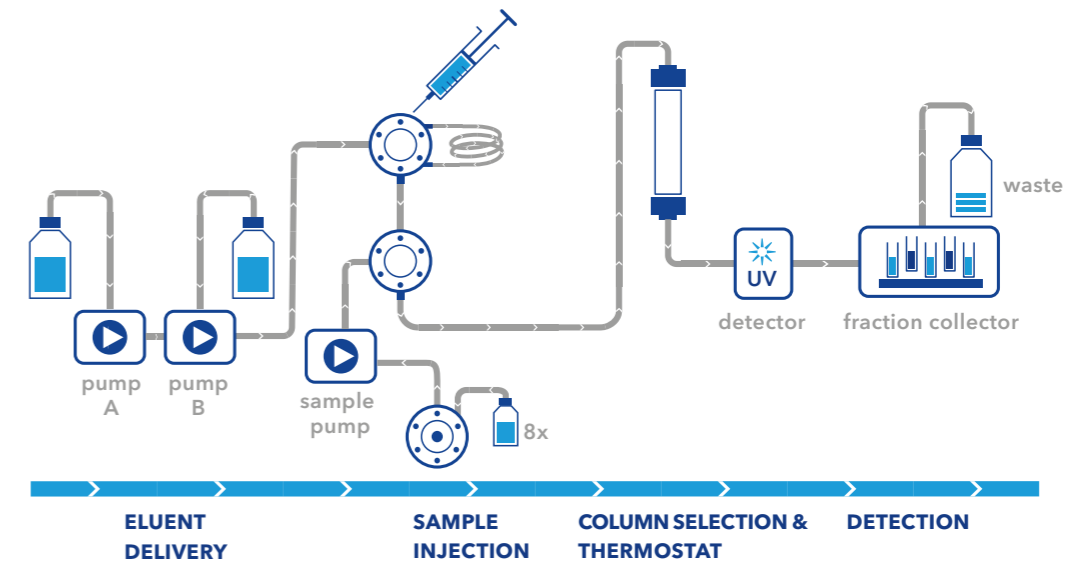 waste
UV
detector
fraction collector
pump
A
pump
B
sample
pump
8x
ELUENT
DELIVERY
SAMPLE
INJECTION
COLUMN SELECTION &
THERMOSTAT
DETECTION